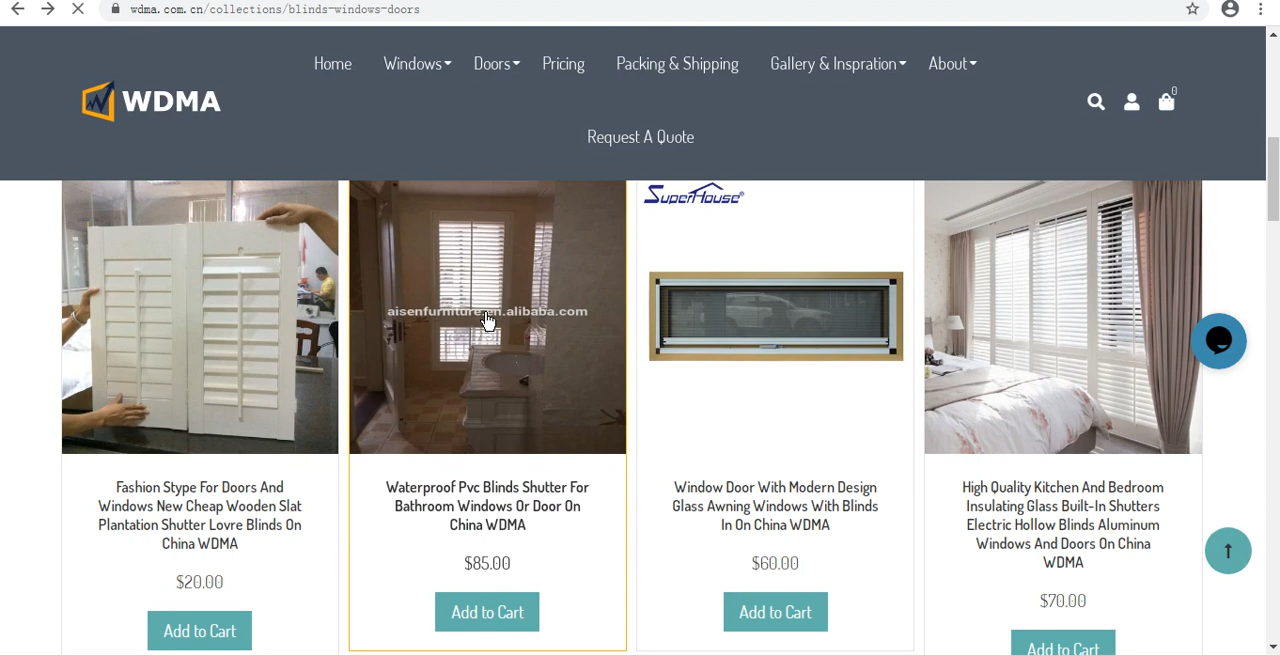 wdma.com.cn/collections/blinds-windows-doors
Home Windows Doors Pricing Packing & Shipping Gallery & Inspration About
WDMA
0
Request A Quote
aisenfurniture.en.alibaba.com
SUPERHOUSE®
Fashion Stype For Doors And
Windows New Cheap Wooden Slat
Plantation Shutter Lovre Blinds On
China WDMA
$20.00
Add to Cart
Waterproof Pvc Blinds Shutter For
Bathroom Windows Or Door On
China WDMA
$85.00
Add to Cart
Window Door With Modern Design
Glass Awning Windows With Blinds
In On China WDMA
$60.00
Add to Cart
High Quality Kitchen And Bedroom
Insulating Glass Built-In Shutters
Electric Hollow Blinds Aluminum
Windows And Doors On China
WDMA
$70.00
Add to Cart